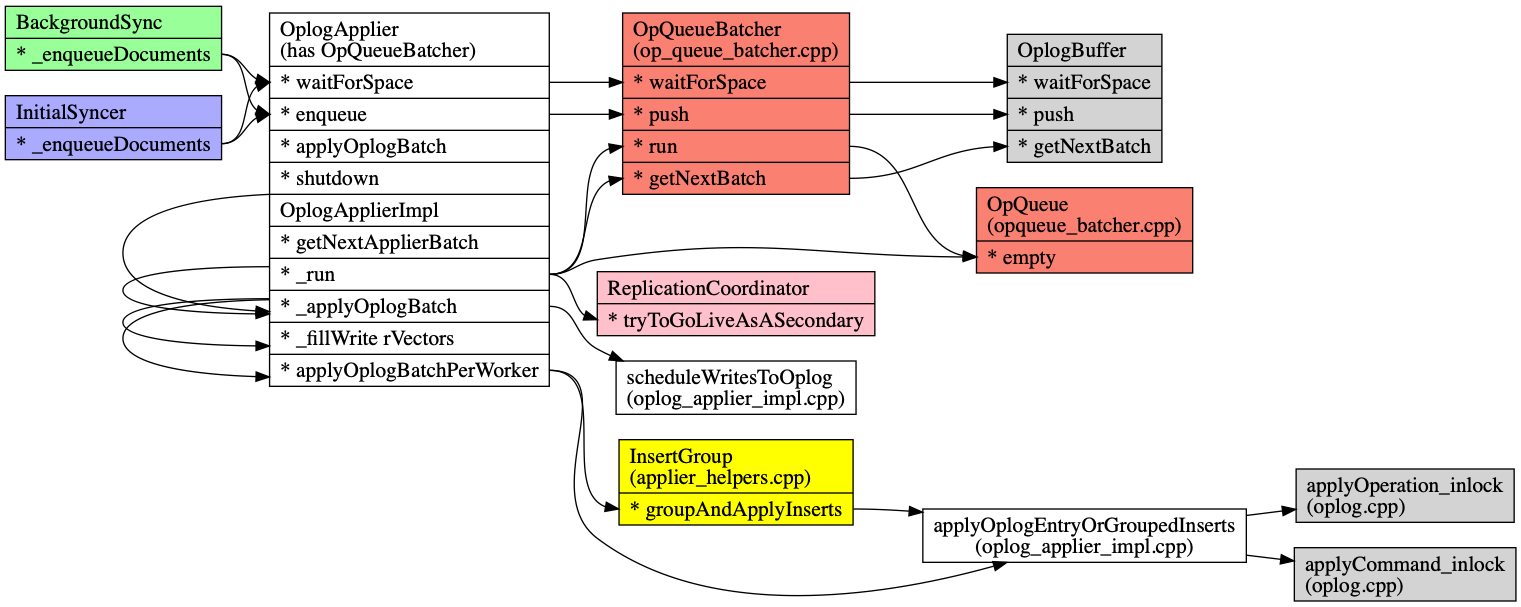 BackgroundSync
* _enqueueDocuments
InitialSyncer
* _enqueueDocuments
OplogApplier
(has OpQueueBatcher)
* waitForSpace
* enqueue
* applyOplogBatch
* shutdown
OplogApplierImpl
* getNextApplierBatch
* _run
* _applyOplogBatch
* _fillWrite rVectors
* applyOplogBatchPerWorker
OpQueueBatcher
(op_queue_batcher.cpp)
* waitForSpace
* push
* run
* getNextBatch
OplogBuffer
* waitForSpace
* push
* getNextBatch
OpQueue
(opqueue_batcher.cpp)
* empty
ReplicationCoordinator
* tryToGoLiveAsASecondary
scheduleWritesToOplog
(oplog_applier_impl.cpp)
InsertGroup
(applier_helpers.cpp)
* groupAndApplyInserts
applyOplogEntryOrGroupedInserts
(oplog_applier_impl.cpp)
applyOperation_inlock
(oplog.cpp)
applyCommand_inlock
(oplog.cpp)